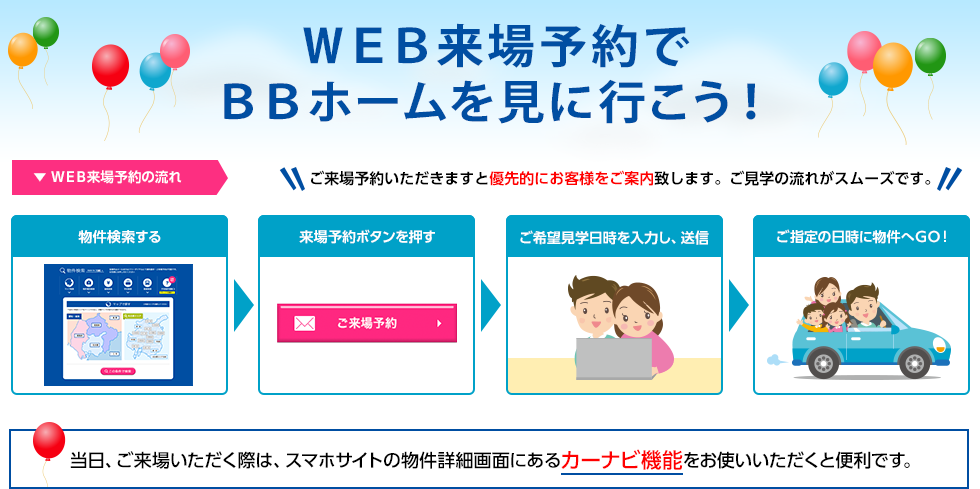 WEB来場予約で
BBホームを見に行こう!
▼WEB来場予約の流れ
ご来場予約いただきますと優先的にお客様をご案内致します。ご見学の流れがスムーズです。
物件検索する
来場予約ボタンを押す
ご希望見学日時を入力し、送信
ご指定の日時に物件へGO!
物件検索
ご来場予約
当日、ご来場いただく際は、スマホサイトの物件詳細画面にあるカーナビ機能をお使いいただくと便利です。